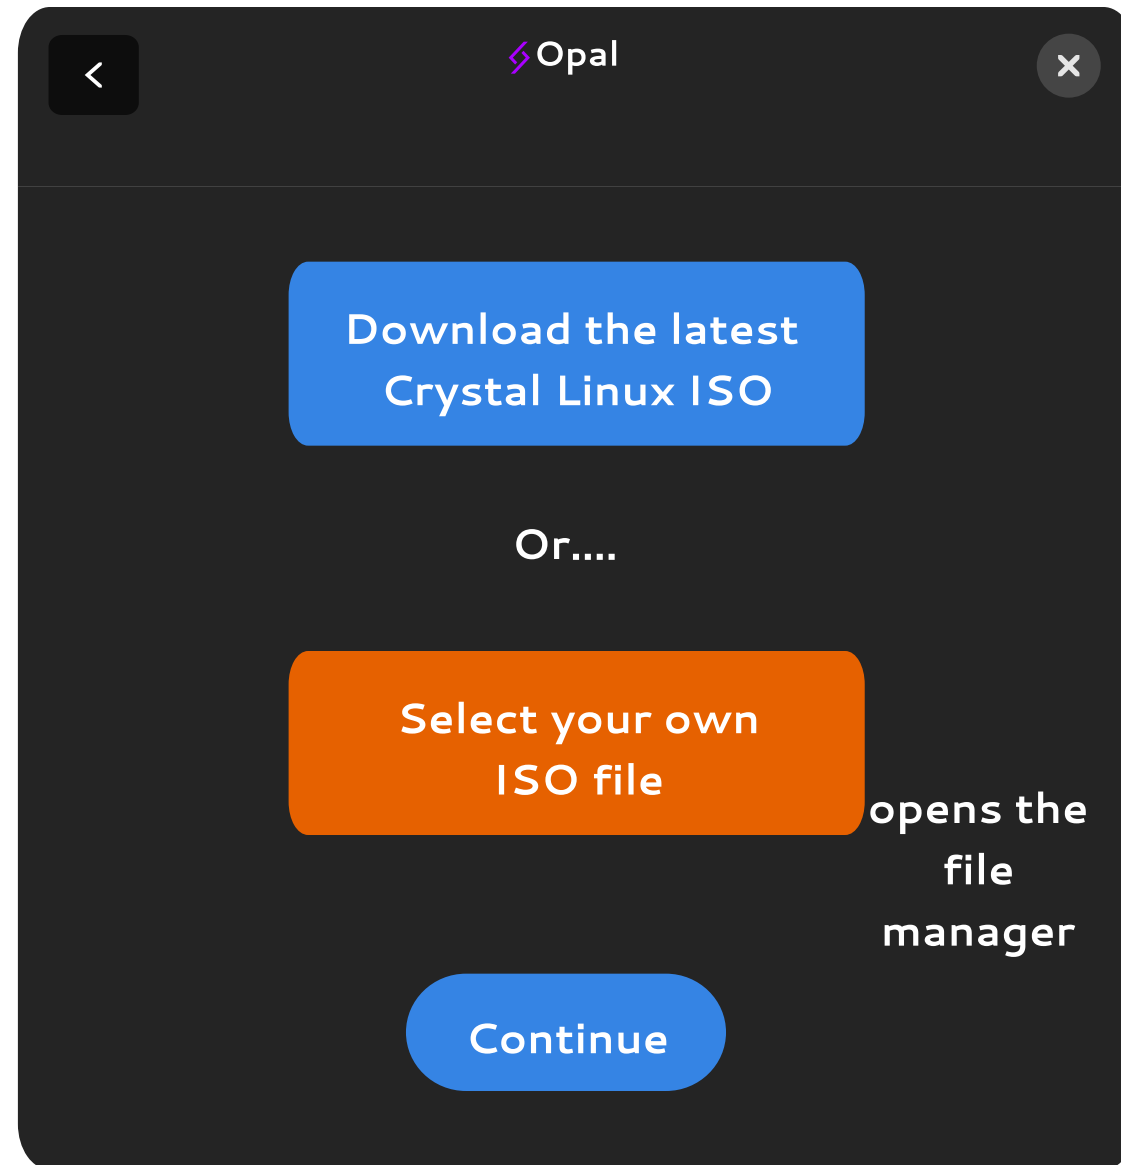 Opal
Download the latest
Crystal Linux ISO
Or....
Select your own
ISO file
opens the
file
manager
Continue